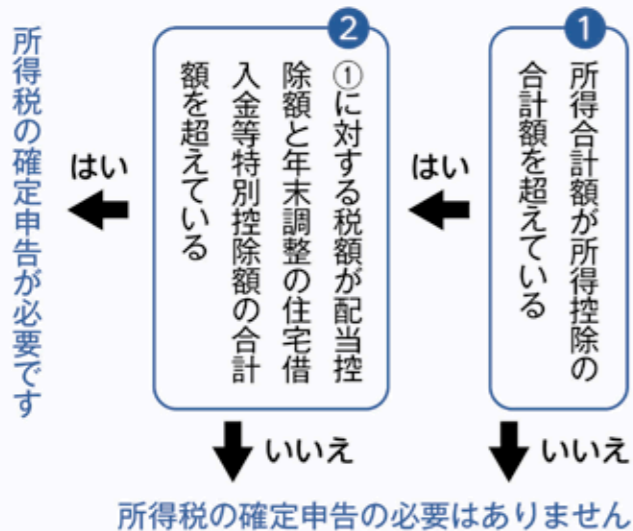 1
所得合計額が所得控除の
合計額を超えている
はい
いいえ
2
①に対する税額が配当控
除額と年末調整の住宅借
入金等特別控除額の合計
額を超えている
はい
いいえ
所得税の確定申告が必要です
所得税の確定申告の必要はありません